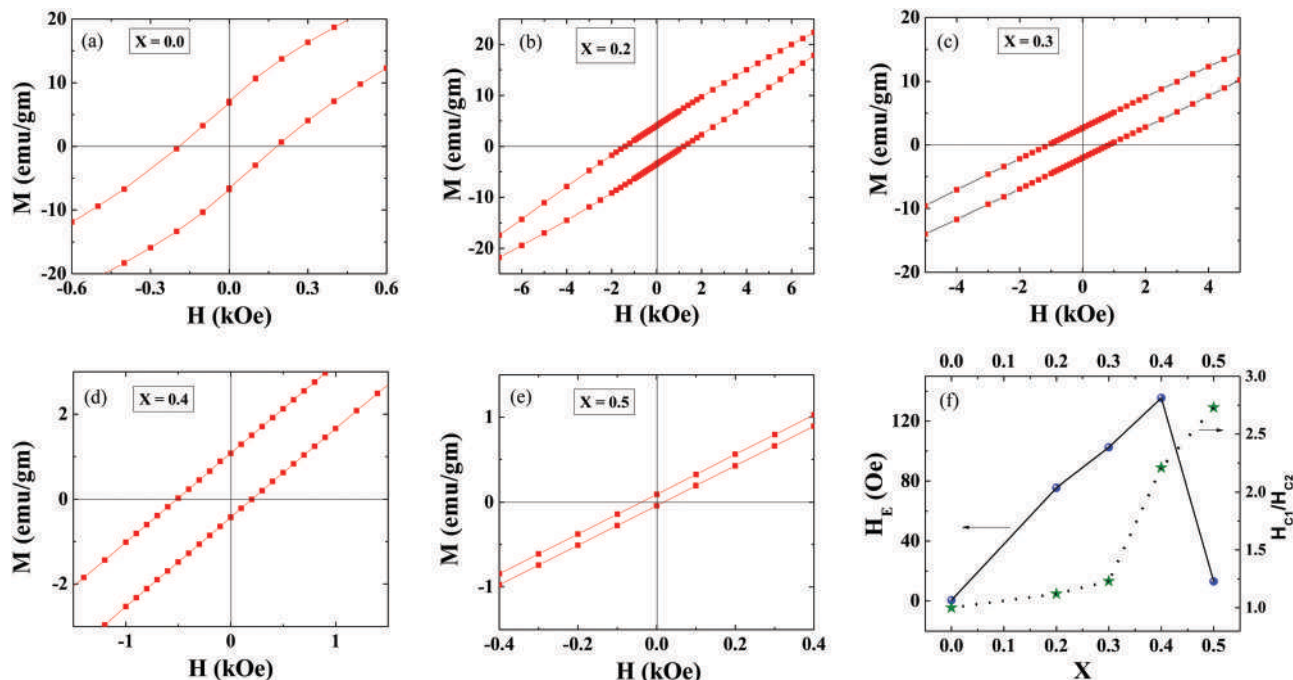 (a)
X = 0.0
M (emu/gm)
20
10
0
-10
-20
-0.6 -0.3 0.0 0.3 0.6
H (kOe)
(b)
X = 0.2
M (emu/gm)
20
10
0
-10
-20
-6 -4 -2 0 2 4 6
H (kOe)
(c)
X = 0.3
M (emu/gm)
20
10
0
-10
-20
-4 -2 0 2 4
H (kOe)
(d)
X = 0.4
M (emu/gm)
2
0
-2
-1 0 1
H (kOe)
(e)
X = 0.5
M (emu/gm)
1
0
-1
-0.4 -0.2 0.0 0.2 0.4
H (kOe)
0.0 0.1 0.2 0.3 0.4 0.5
(f)
H_E (Oe)
120
80
40
0
3.0
2.5
2.0
1.5
1.0
H_C1/H_C2
0.0 0.1 0.2 0.3 0.4 0.5
X